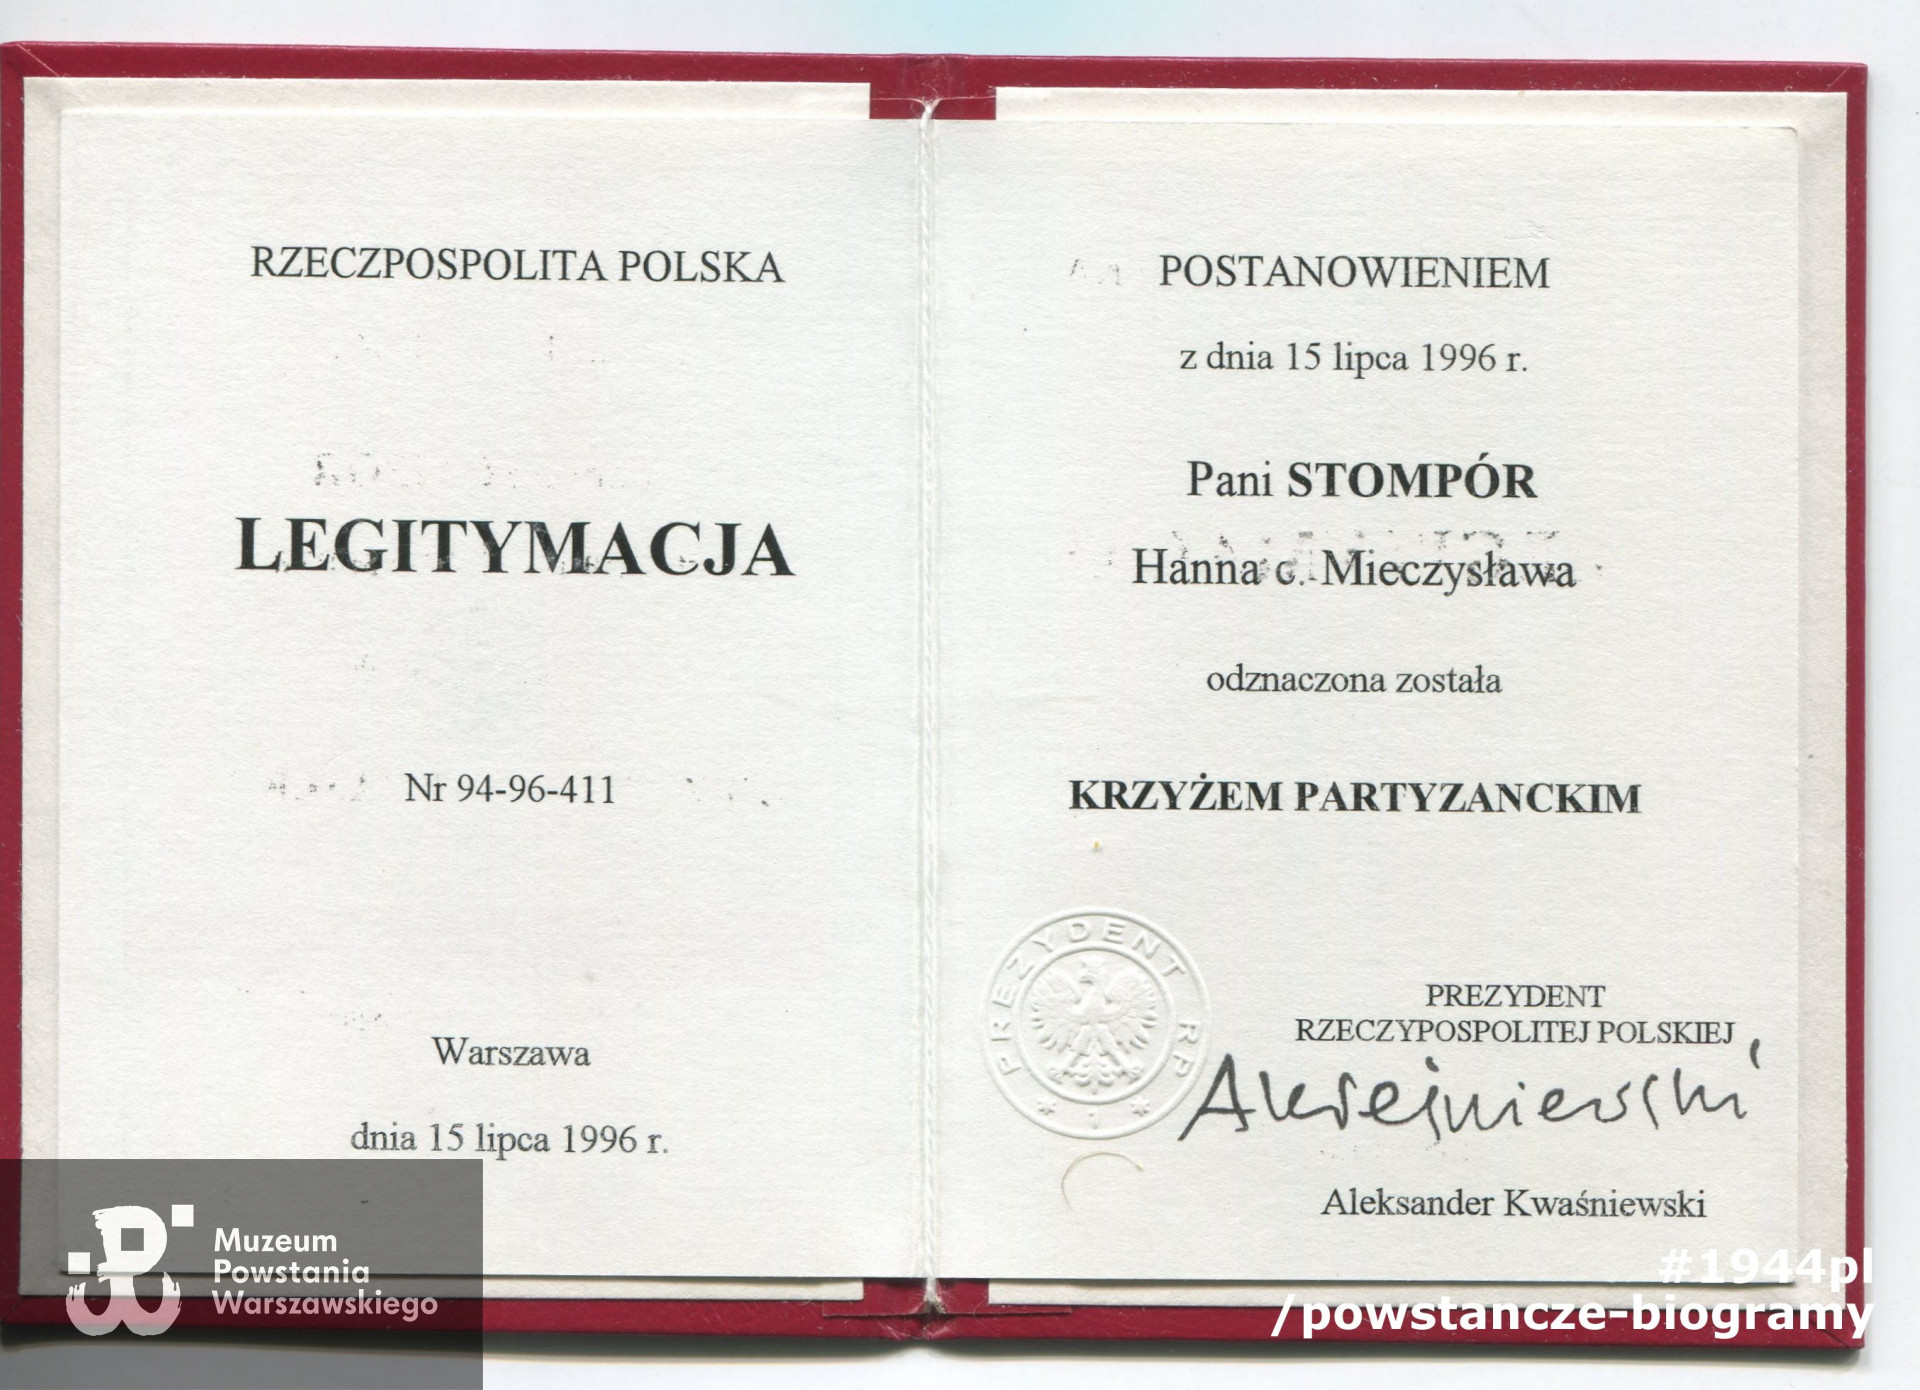 RZECZPOSPOLITA POLSKA
LEGITYMACJA
Nr 94-96-411
Warszawa
dnia 15 lipca 1996 r.
POSTANOWIENIEM
z dnia 15 lipca 1996 r.
Pani STOMPÓR
Hanna c. Mieczysława
odznaczona została
KRZYŻEM PARTYZANCKIM
PREZYDENT RP
* 1 *
PREZYDENT
RZECZYPOSPOLITEJ POLSKIEJ
AKwaśniewski
Aleksander Kwaśniewski
Muzeum
Powstania
Warszawskiego
#1944pl
/powstancze-biogramy